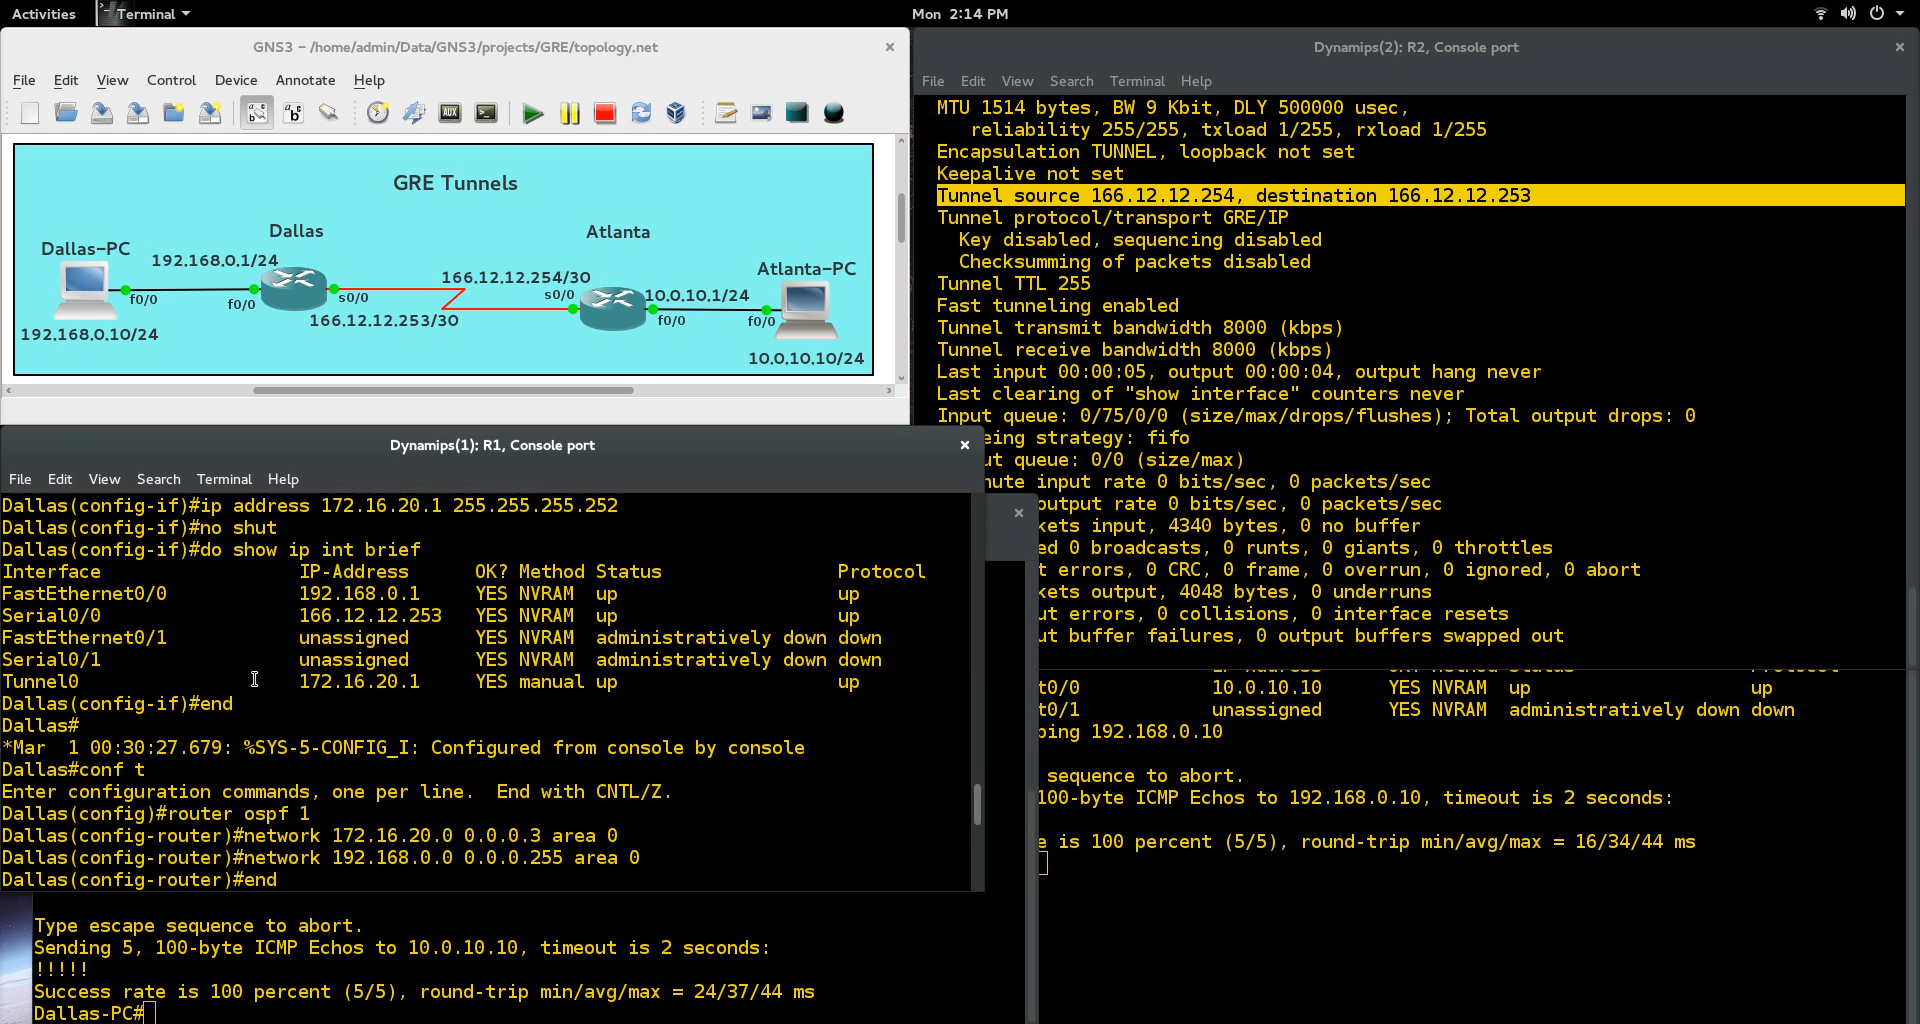 Activities Terminal Mon 2:14 PM
GNS3 – /home/admin/Data/GNS3/projects/GRE/topology.net
File Edit View Control Device Annotate Help
AUX
GRE Tunnels
Dallas
Atlanta
Dallas-PC
192.168.0.1/24
166.12.12.254/30
Atlanta-PC
f0/0
f0/0
s0/0
s0/0
10.0.10.1/24
166.12.12.253/30
f0/0
f0/0
192.168.0.10/24
10.0.10.10/24
Dynamips(2): R2, Console port
File Edit View Search Terminal Help
MTU 1514 bytes, BW 9 Kbit, DLY 500000 usec,
reliability 255/255, txload 1/255, rxload 1/255
Encapsulation TUNNEL, loopback not set
Keepalive not set
Tunnel source 166.12.12.254, destination 166.12.12.253
Tunnel protocol/transport GRE/IP
Key disabled, sequencing disabled
Checksumming of packets disabled
Tunnel TTL 255
Fast tunneling enabled
Tunnel transmit bandwidth 8000 (kbps)
Tunnel receive bandwidth 8000 (kbps)
Last input 00:00:05, output 00:00:04, output hang never
Last clearing of "show interface" counters never
Input queue: 0/75/0/0 (size/max/drops/flushes); Total output drops: 0
eing strategy: fifo
ut queue: 0/0 (size/max)
nute input rate 0 bits/sec, 0 packets/sec
output rate 0 bits/sec, 0 packets/sec
kets input, 4340 bytes, 0 no buffer
ed 0 broadcasts, 0 runts, 0 giants, 0 throttles
t errors, 0 CRC, 0 frame, 0 overrun, 0 ignored, 0 abort
kets output, 4048 bytes, 0 underruns
ut errors, 0 collisions, 0 interface resets
ut buffer failures, 0 output buffers swapped out
Dynamips(1): R1, Console port
File Edit View Search Terminal Help
Dallas(config-if)#ip address 172.16.20.1 255.255.255.252
Dallas(config-if)#no shut
Dallas(config-if)#do show ip int brief
Interface IP-Address OK? Method Status Protocol
FastEthernet0/0 192.168.0.1 YES NVRAM up up
Serial0/0 166.12.12.253 YES NVRAM up up
FastEthernet0/1 unassigned YES NVRAM administratively down down
Serial0/1 unassigned YES NVRAM administratively down down
Tunnel0 172.16.20.1 YES manual up up
Dallas(config-if)#end
Dallas#
*Mar  1 00:30:27.679: %SYS-5-CONFIG_I: Configured from console by console
Dallas#conf t
Enter configuration commands, one per line.  End with CNTL/Z.
Dallas(config)#router ospf 1
Dallas(config-router)#network 172.16.20.0 0.0.0.3 area 0
Dallas(config-router)#network 192.168.0.0 0.0.0.255 area 0
Dallas(config-router)#end
t0/0 10.0.10.10 YES NVRAM up up
t0/1 unassigned YES NVRAM administratively down down
ping 192.168.0.10
sequence to abort.
100-byte ICMP Echos to 192.168.0.10, timeout is 2 seconds:
e is 100 percent (5/5), round-trip min/avg/max = 16/34/44 ms
Type escape sequence to abort.
Sending 5, 100-byte ICMP Echos to 10.0.10.10, timeout is 2 seconds:
!!!!!
Success rate is 100 percent (5/5), round-trip min/avg/max = 24/37/44 ms
Dallas-PC#